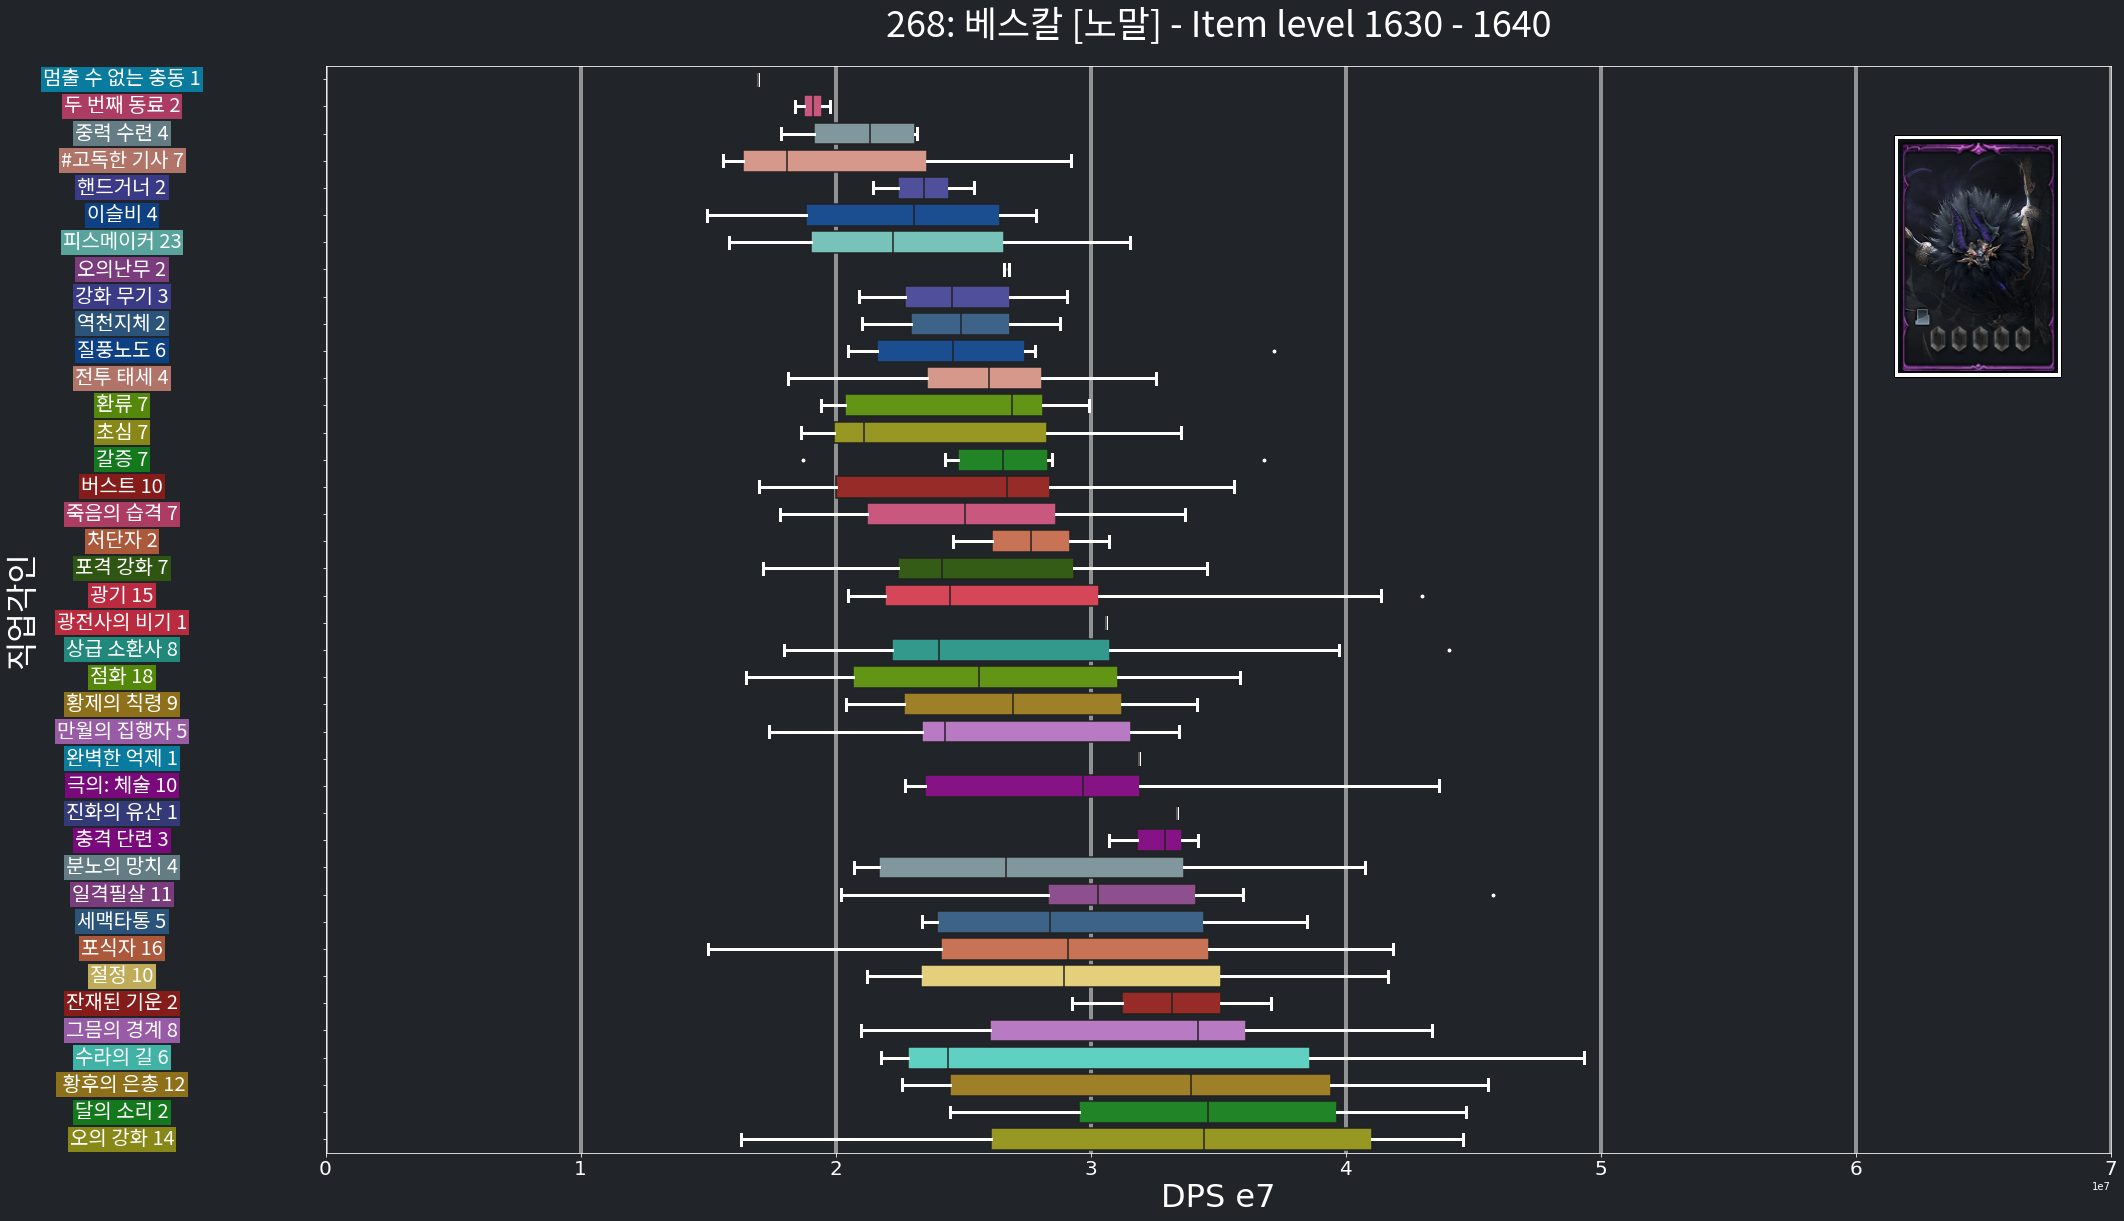 268: 베스칼 [노말] - Item level 1630 - 1640
멈출 수 없는 충동 1
두 번째 동료 2
중력 수련 4
#고독한 기사 7
핸드거너 2
이슬비 4
피스메이커 23
오의난무 2
강화 무기 3
역천지체 2
질풍노도 6
전투 태세 4
환류 7
초심 7
갈증 7
버스트 10
죽음의 습격 7
처단자 2
포격 강화 7
광기 15
광전사의 비기 1
상급 소환사 8
점화 18
황제의 칙령 9
만월의 집행자 5
완벽한 억제 1
극의: 체술 10
진화의 유산 1
충격 단련 3
분노의 망치 4
일격필살 11
세맥타통 5
포식자 16
절정 10
잔재된 기운 2
그믐의 경계 8
수라의 길 6
황후의 은총 12
달의 소리 2
오의 강화 14
직업각인
0 1 2 3 4 5 6 7
1e7
DPS e7